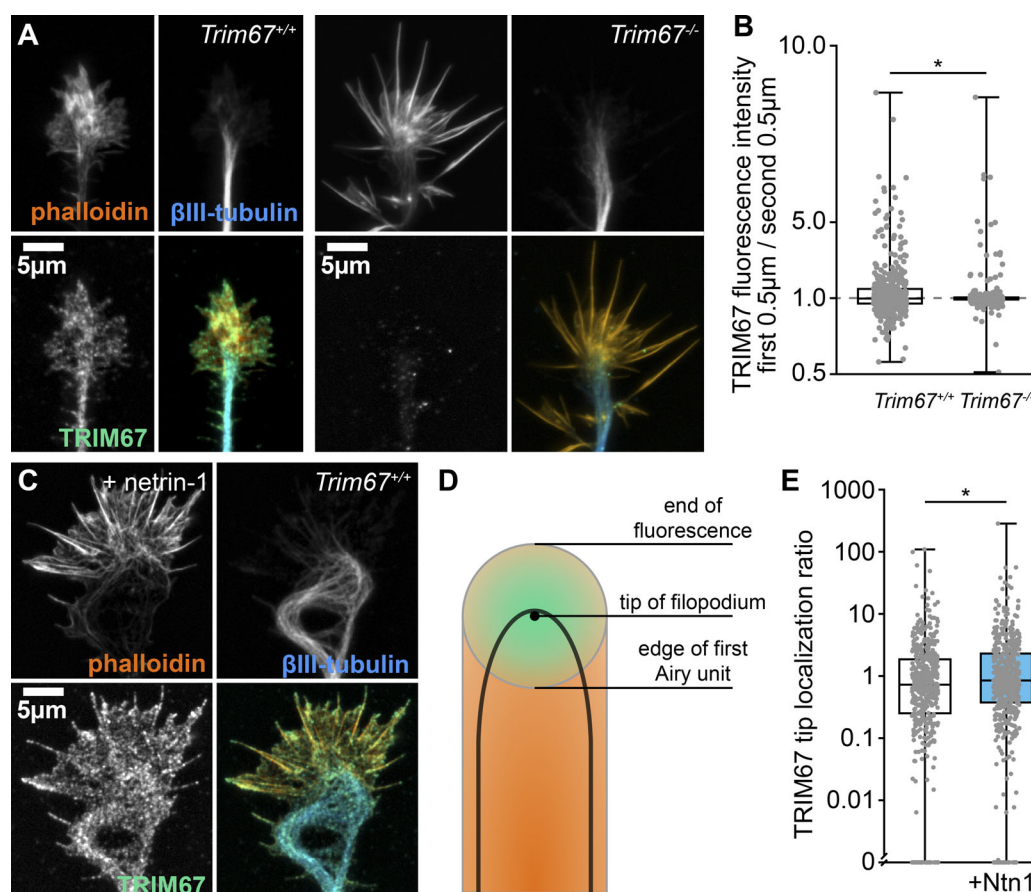 A
Trim67+/+
Trim67-/-
phalloidin
βIII-tubulin
5μm
5μm
TRIM67
B
TRIM67 fluorescence intensity
first 0.5μm / second 0.5μm
10.0
*
5.0
1.0
0.5
Trim67+/+
Trim67-/-
C
+ netrin-1
Trim67+/+
phalloidin
βIII-tubulin
5μm
TRIM67
D
end of
fluorescence
tip of filopodium
edge of first
Airy unit
E
TRIM67 tip localization ratio
1000
*
100
10
1
0.1
0.01
0
+Ntn1